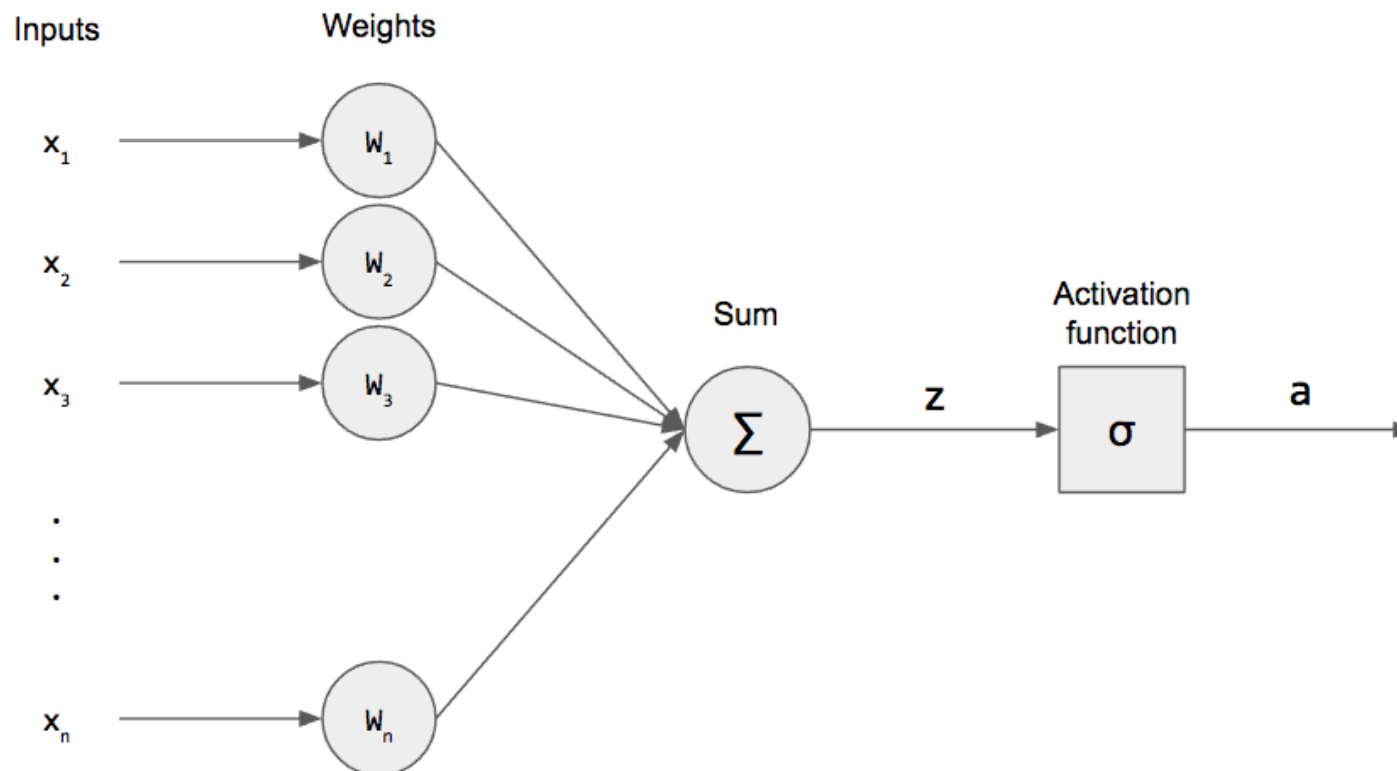 Inputs
Weights
x₁
W₁
x₂
W₂
x₃
W₃
Sum
Σ
z
Activation
function
σ
a
.
.
.
xₙ
Wₙ